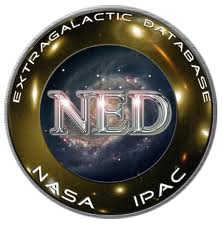 EXTRAGALACTIC DATABASE
NED
NASA IPAC